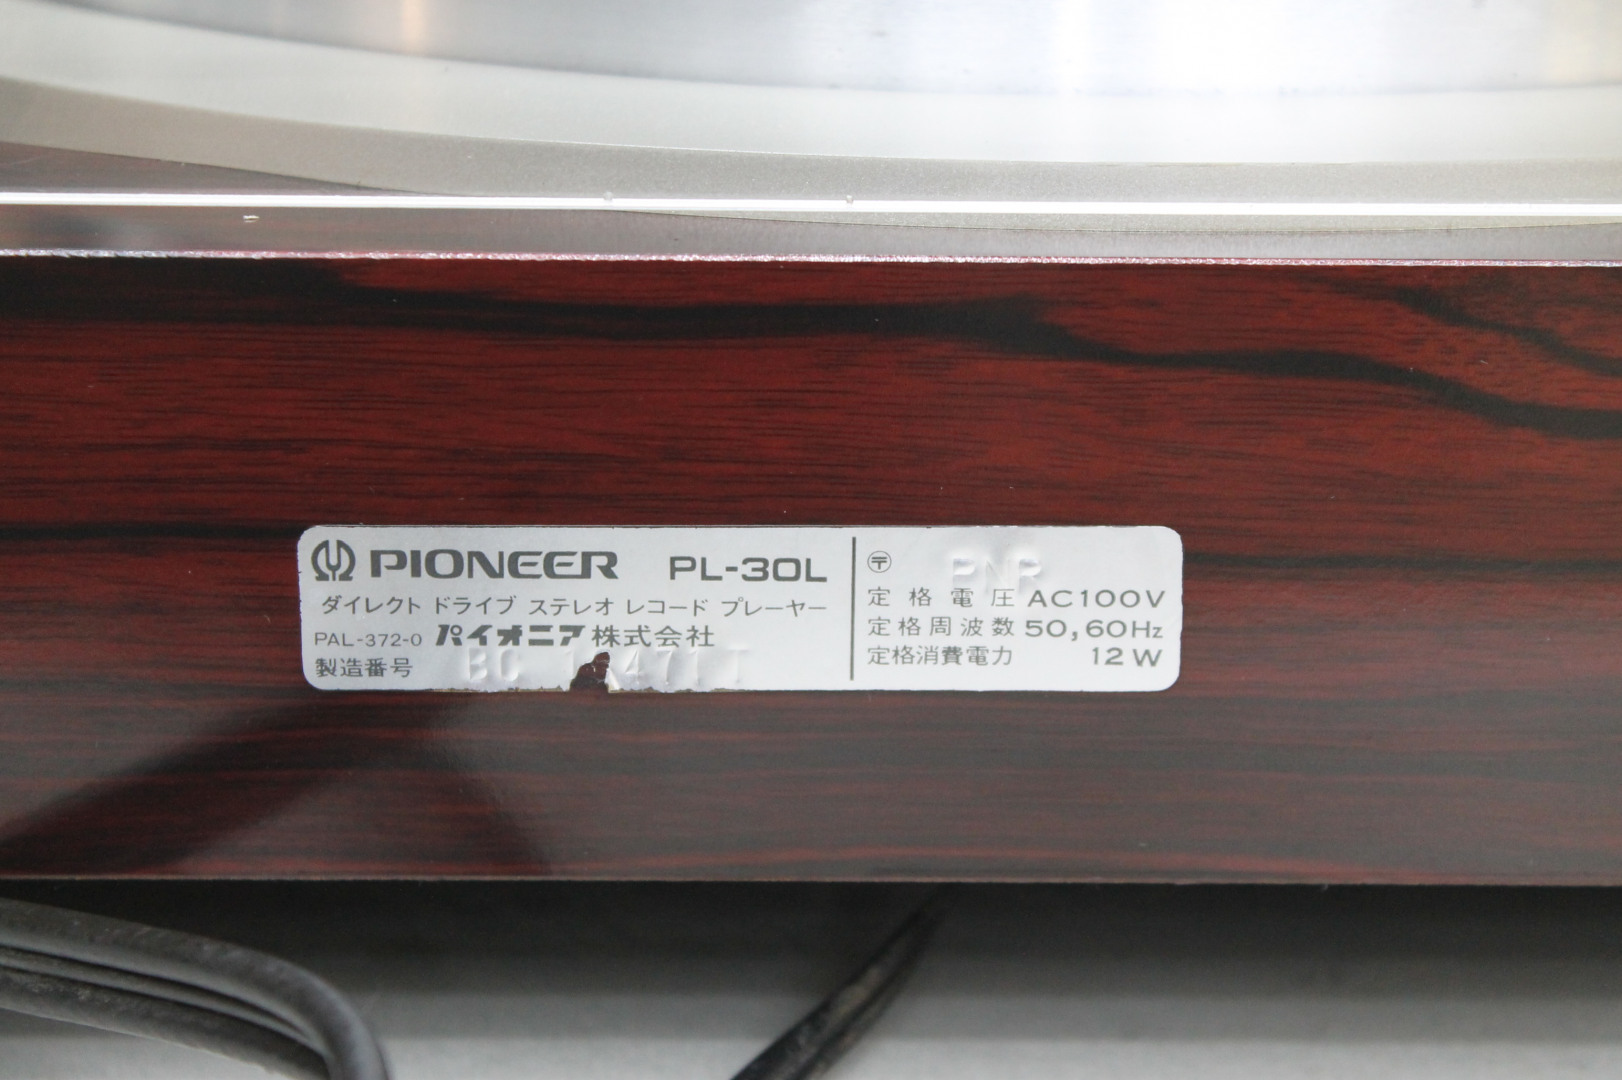 PIONEER PL-30L
ダイレクト ドライブ ステレオ レコード プレーヤー
PAL-372-0 パイオニア株式会社
製造番号 BC
〒 PNP
定格電圧 AC100V
定格周波数 50,60Hz
定格消費電力 12W